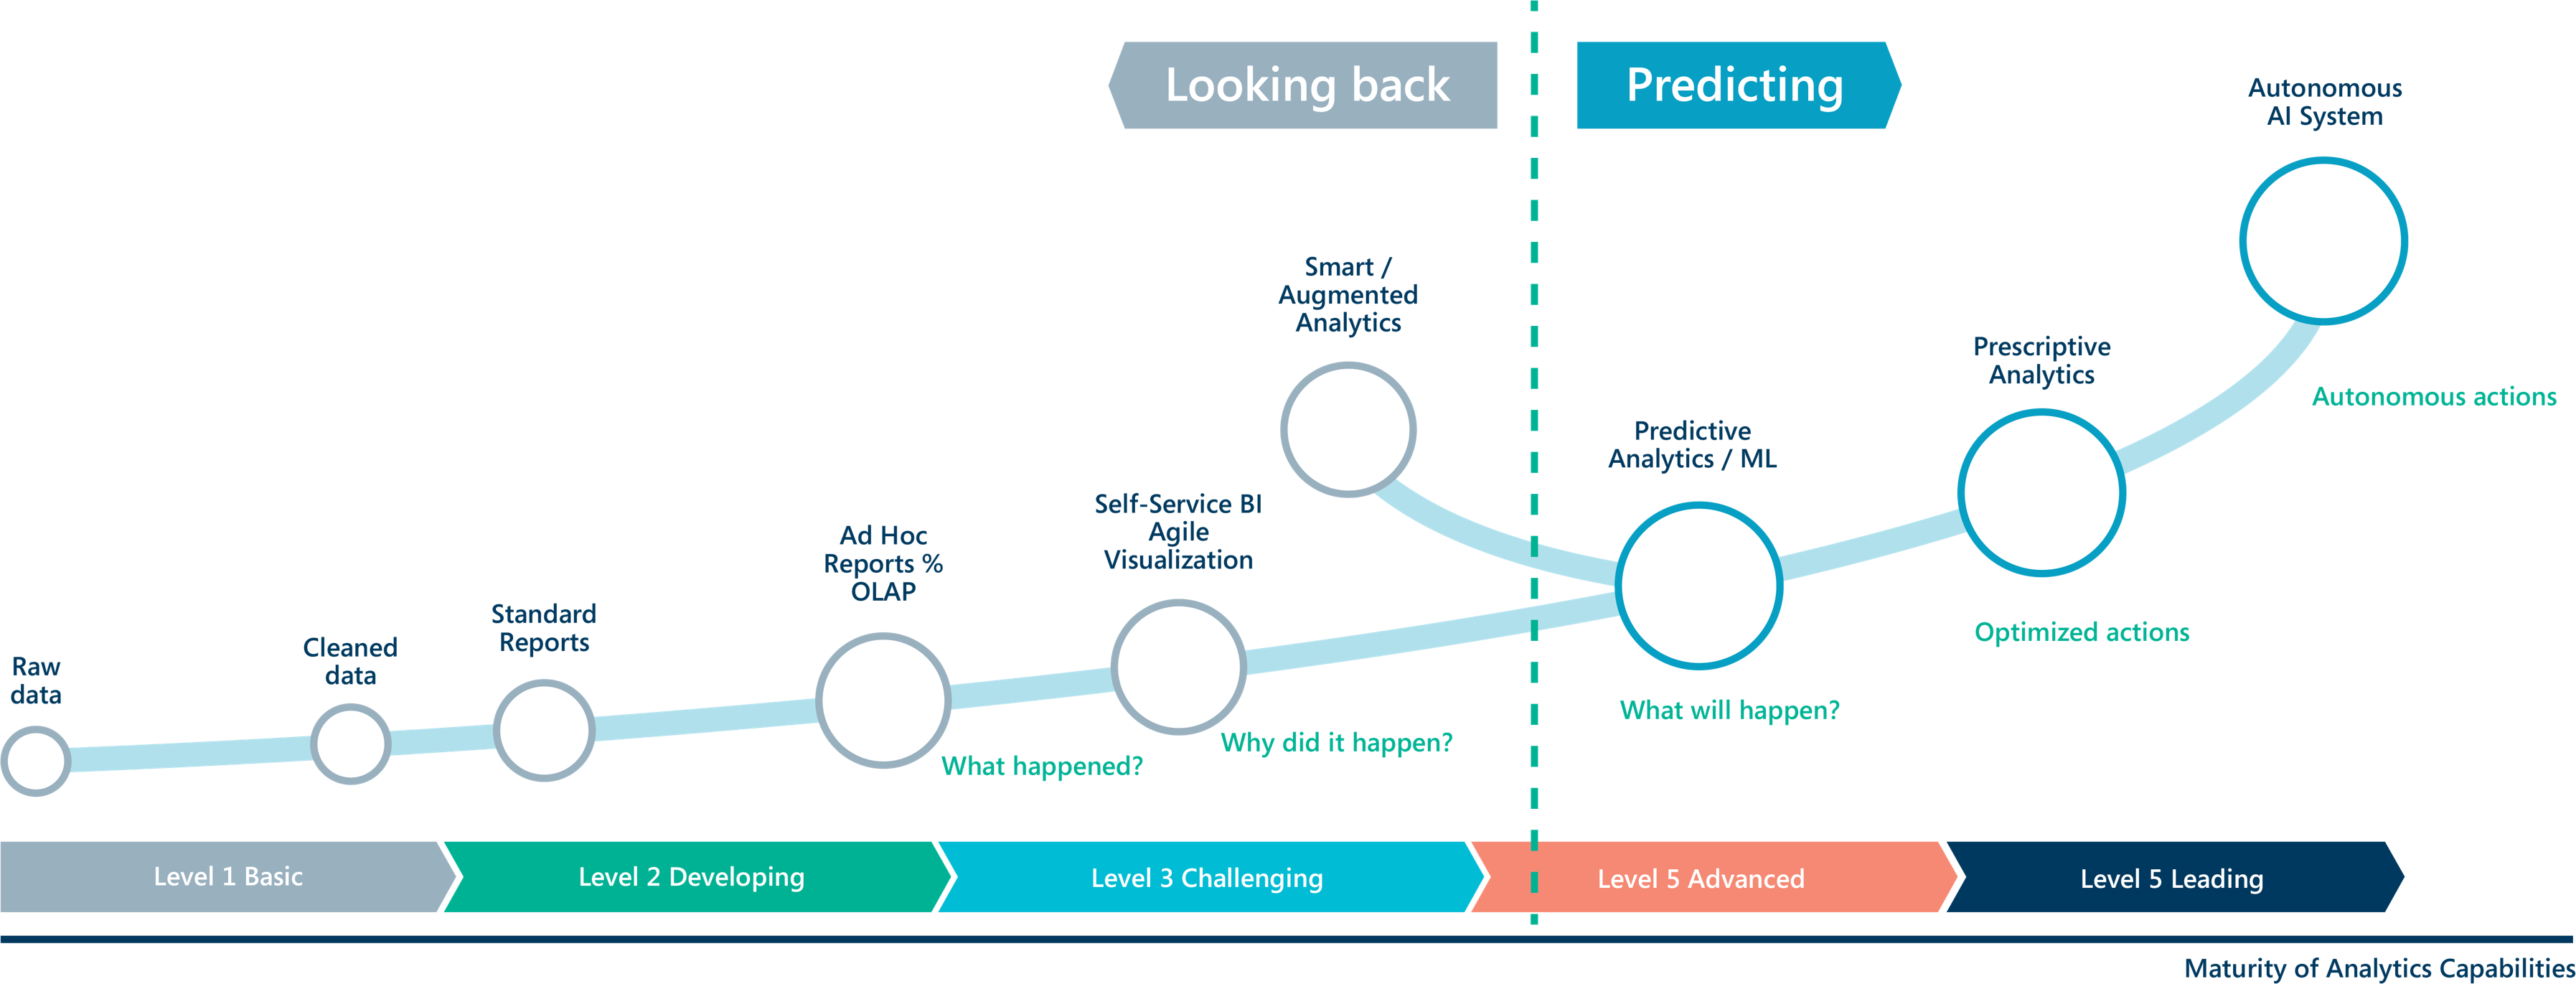 Looking back
Predicting
Autonomous
AI System
Smart /
Augmented
Analytics
Prescriptive
Analytics
Autonomous actions
Predictive
Analytics / ML
Self-Service BI
Agile
Visualization
Ad Hoc
Reports %
OLAP
Standard
Reports
Cleaned
data
Raw
data
Optimized actions
What will happen?
Why did it happen?
What happened?
Level 1 Basic
Level 2 Developing
Level 3 Challenging
Level 5 Advanced
Level 5 Leading
Maturity of Analytics Capabilities